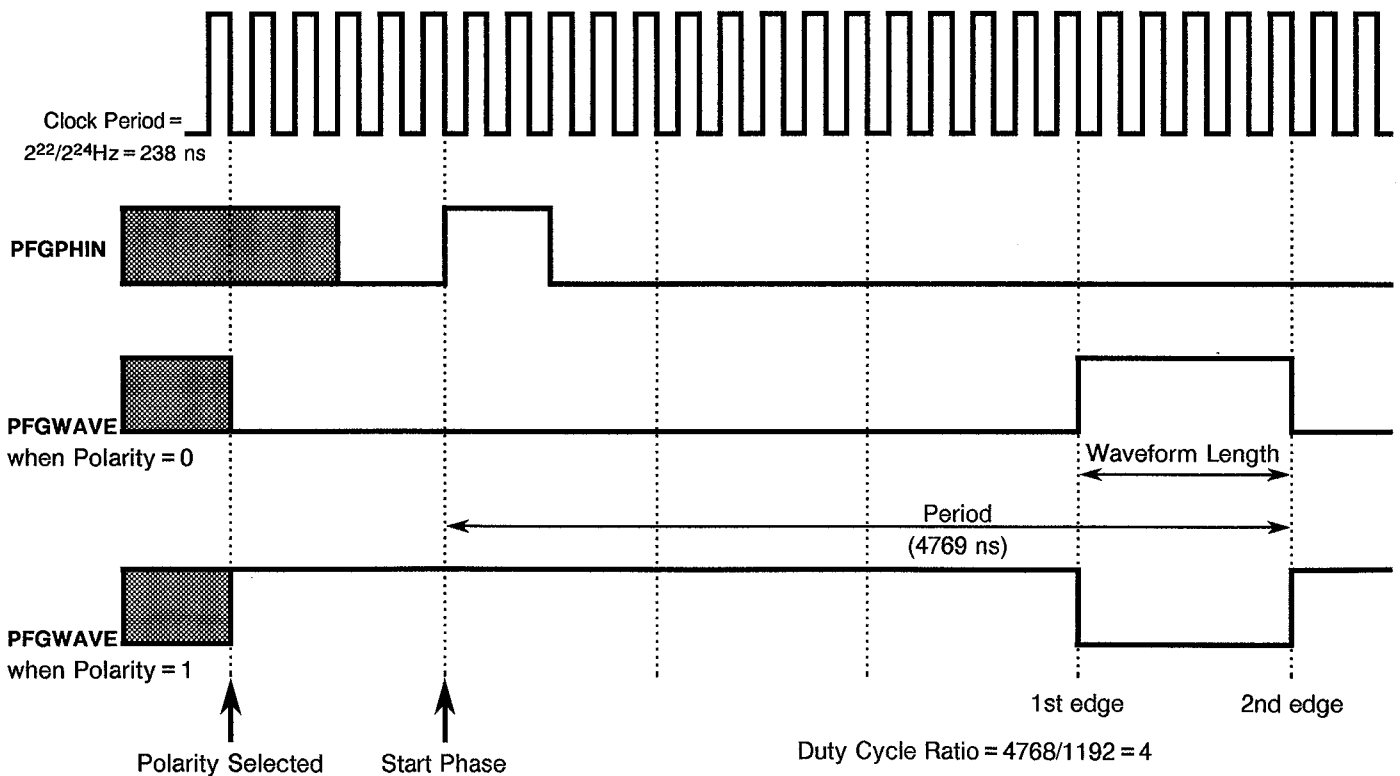 Clock Period =
2²²/2²⁴Hz = 238 ns
PFGPHIN
PFGWAVE
when Polarity = 0
Waveform Length
Period
(4769 ns)
PFGWAVE
when Polarity = 1
1st edge
2nd edge
Polarity Selected
Start Phase
Duty Cycle Ratio = 4768/1192 = 4